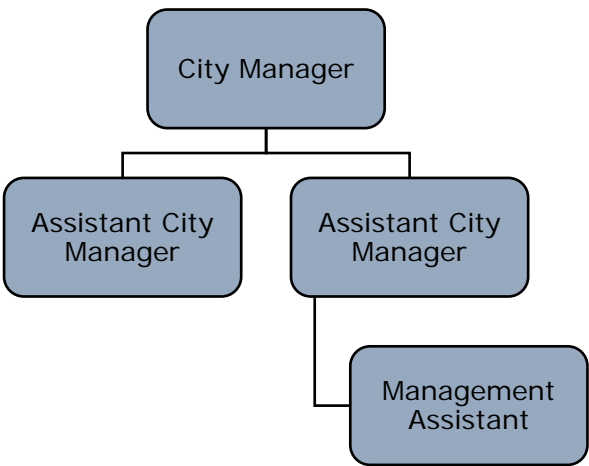 City Manager
Assistant City
Manager
Assistant City
Manager
Management
Assistant